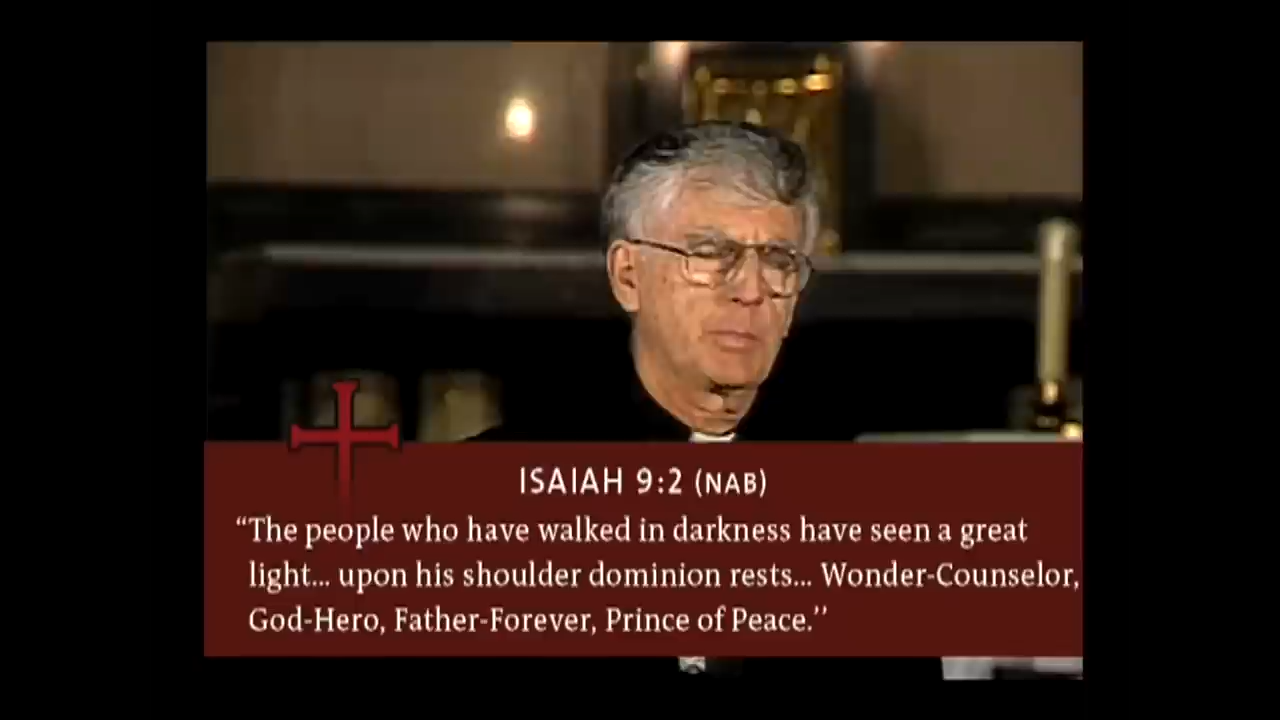 ISAIAH 9:2 (NAB)
“The people who have walked in darkness have seen a great
light... upon his shoulder dominion rests... Wonder-Counselor,
God-Hero, Father-Forever, Prince of Peace.’’